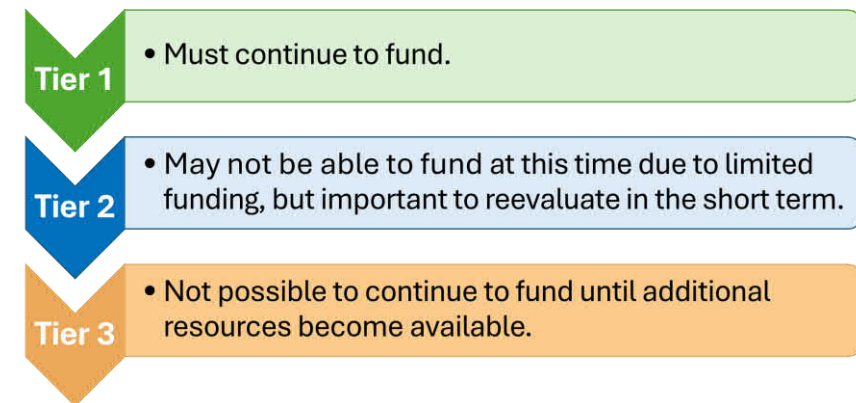 Tier 1
• Must continue to fund.
Tier 2
• May not be able to fund at this time due to limited
funding, but important to reevaluate in the short term.
Tier 3
• Not possible to continue to fund until additional
resources become available.